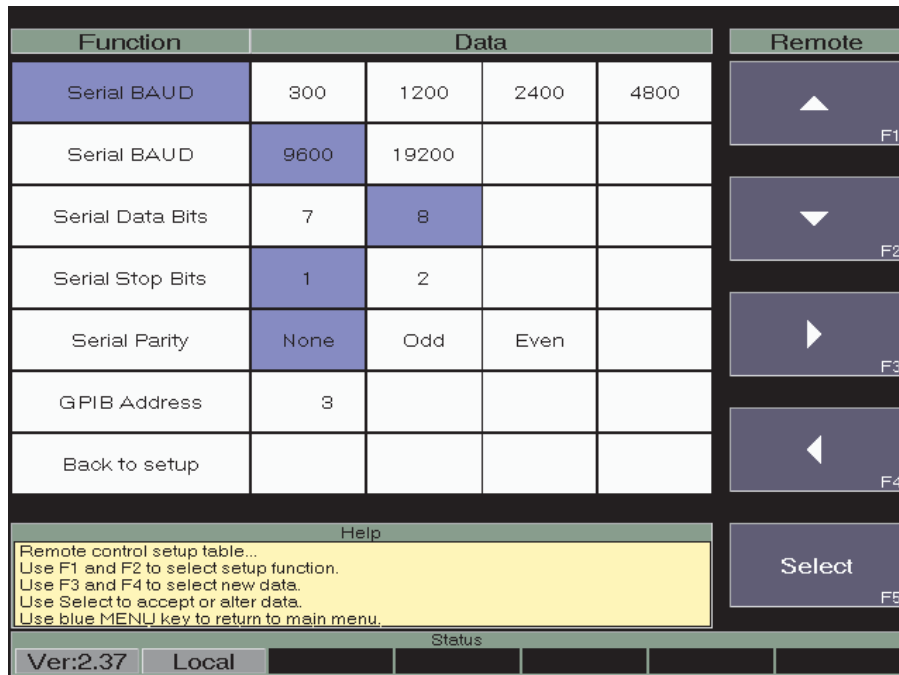 Function Data Remote
Serial BAUD 300 1200 2400 4800
F1
Serial BAUD 9600 19200
Serial Data Bits 7 8
F2
Serial Stop Bits 1 2
Serial Parity None Odd Even
F3
GPIB Address 3
Back to setup
F4
Help
Remote control setup table...
Use F1 and F2 to select setup function.
Use F3 and F4 to select new data.
Use Select to accept or alter data.
Use blue MENU key to return to main menu.
Select
F5
Status
Ver:2.37 Local